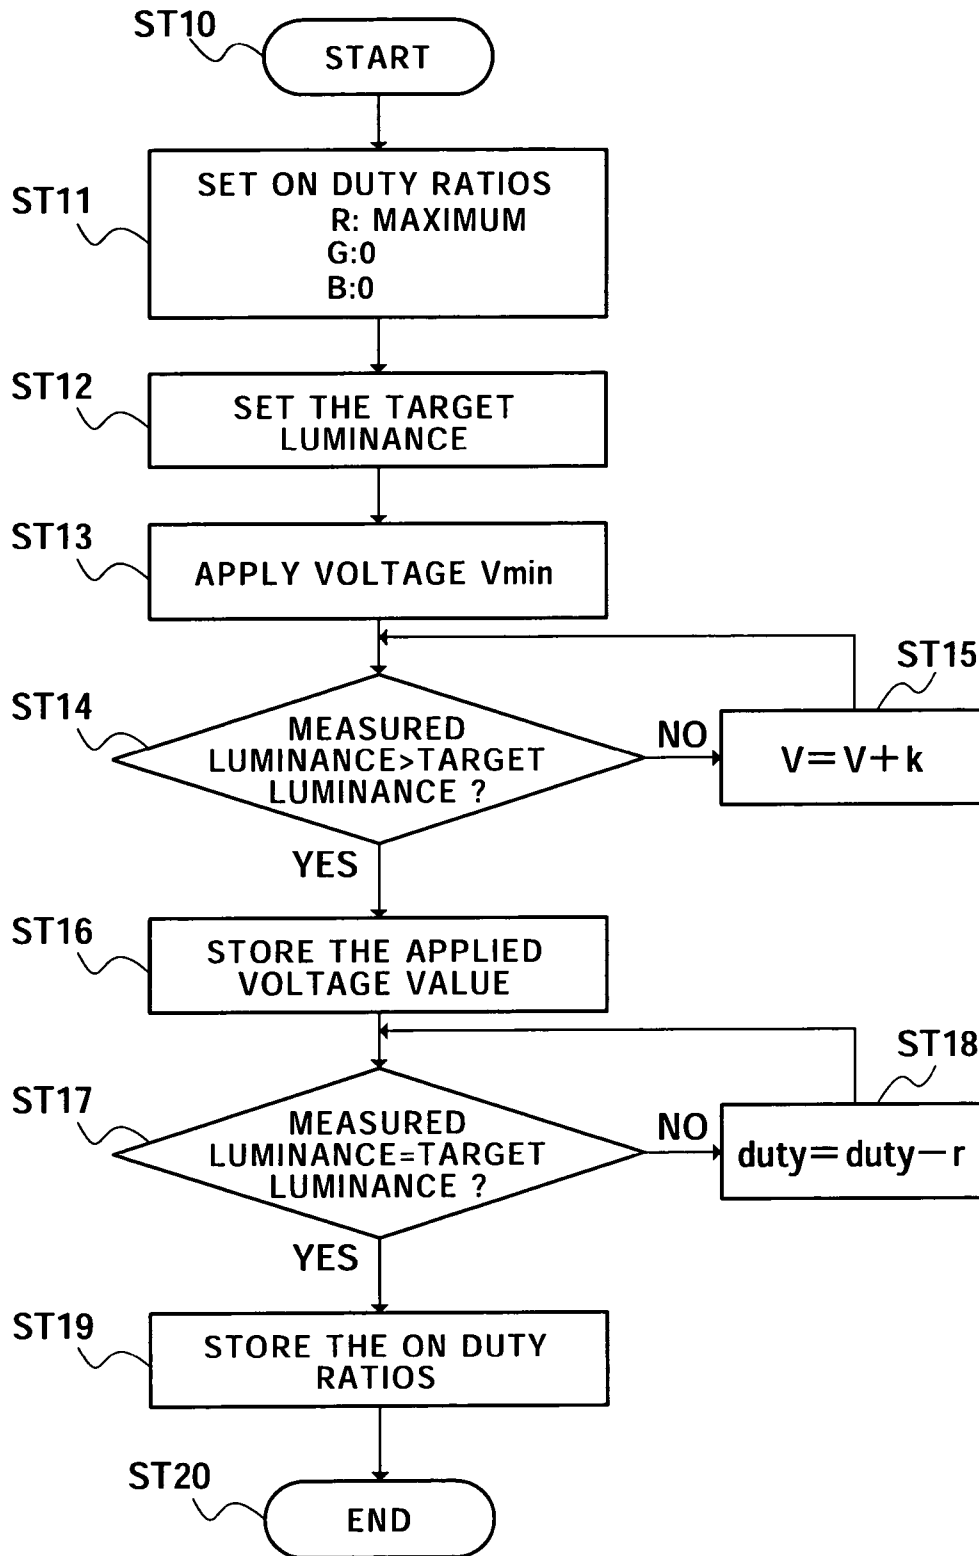 ST10
START
ST11
SET ON DUTY RATIOS
R: MAXIMUM
G:0
B:0
ST12
SET THE TARGET
LUMINANCE
ST13
APPLY VOLTAGE Vmin
ST14
MEASURED
LUMINANCE>TARGET
LUMINANCE ?
NO
ST15
V=V+k
YES
ST16
STORE THE APPLIED
VOLTAGE VALUE
ST17
MEASURED
LUMINANCE=TARGET
LUMINANCE ?
NO
ST18
duty=duty−r
YES
ST19
STORE THE ON DUTY
RATIOS
ST20
END